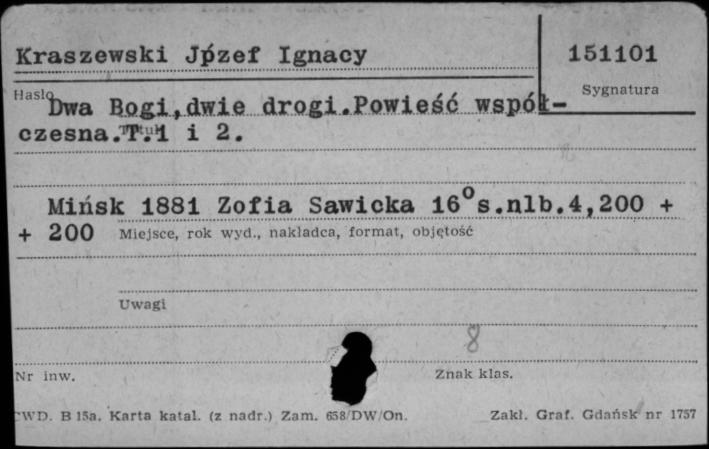 Kraszewski Jpzef Ignacy 151101
Hasło Sygnatura
Dwa Bogi,dwie drogi.Powieść współ-
czesna.T.1 i 2.
Tytuł
Mińsk 1881 Zofia Sawicka 16° s.nlb.4,200 +
+ 200 Miejsce, rok wyd., nakładca, format, objętość
Uwagi
8
Nr inw. Znak klas.
CWD. B 15a. Karta katal. (z nadr.) Zam. 658/DW/On. Zakł. Graf. Gdańsk nr 1757